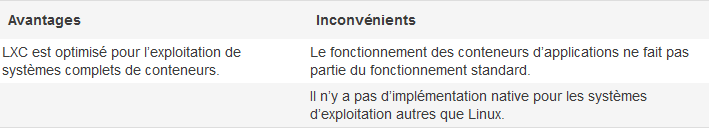 Avantages
Inconvénients
LXC est optimisé pour l’exploitation de
systèmes complets de conteneurs.
Le fonctionnement des conteneurs d’applications ne fait pas
partie du fonctionnement standard.
Il n’y a pas d’implémentation native pour les systèmes
d’exploitation autres que Linux.